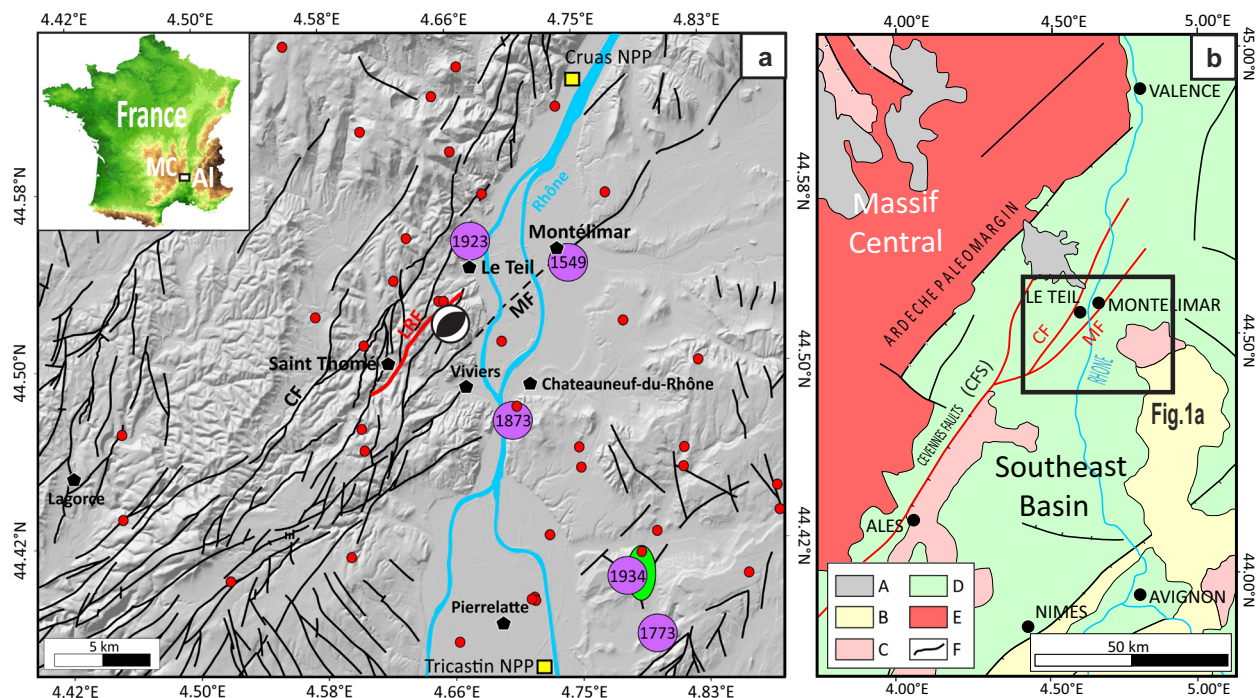 4.42°E
4.50°E
4.58°E
4.66°E
4.75°E
4.83°E
a
France
MC
Al
Cruas NPP
Rhône
44.58°N
44.58°N
1923
Montélimar
1549
Le Teil
MF
LRF
Saint Thomé
Viviers
Chateauneuf-du-Rhône
CF
44.50°N
44.50°N
1873
Lagorce
44.42°N
44.42°N
1934
Pierrelatte
1773
5 km
Tricastin NPP
4.42°E
4.50°E
4.58°E
4.66°E
4.75°E
4.83°E
4.00°E
4.50°E
5.00°E
b
45.00°N
VALENCE
Massif
Central
ARDECHE PALEOMARGIN
LE TEIL
MONTELIMAR
CF
MF
RHONE
44.50°N
Fig.1a
CEVENNES FAULTS (CFS)
Southeast
Basin
ALES
44.00°N
AVIGNON
NIMES
A
D
B
E
C
F
50 km
4.00°E
4.50°E
5.00°E